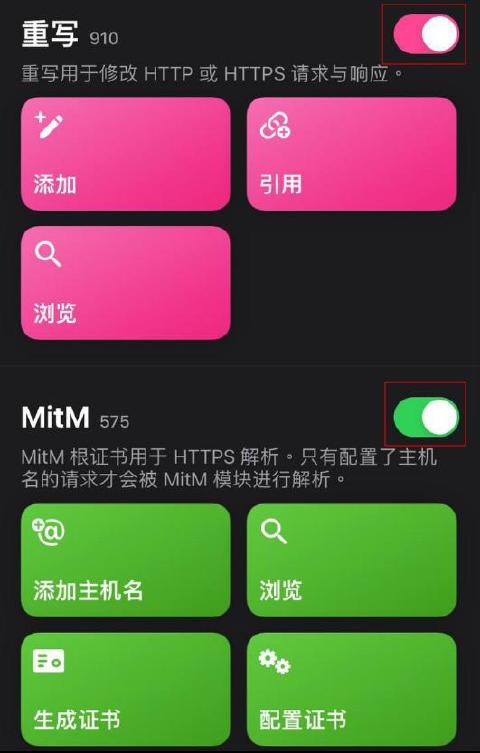 重写 910
重写用于修改 HTTP 或 HTTPS 请求与响应。
添加 引用
浏览
MitM 575
MitM 根证书用于 HTTPS 解析。只有配置了主机
名的请求才会被 MitM 模块进行解析。
添加主机名 浏览
生成证书 配置证书